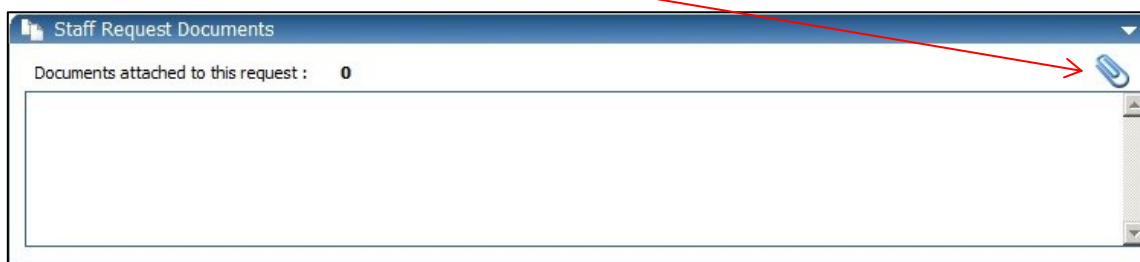 Staff Request Documents
Documents attached to this request : 0